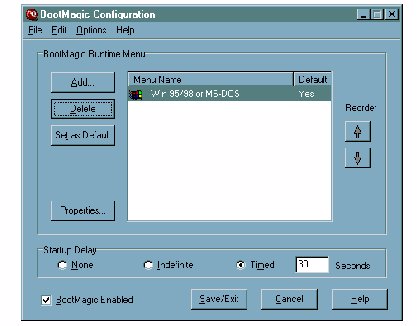 BootMagic Configuration
File Edit Options Help
BootMagic Runtime Menu
Add...
Delete
Set as Default
Properties...
Menu Name Default
Win 95/98 or MS-DOS Yes
Reorder
Startup Delay
None Indefinite Timed 30 Seconds
BootMagic Enabled Save/Exit Cancel Help